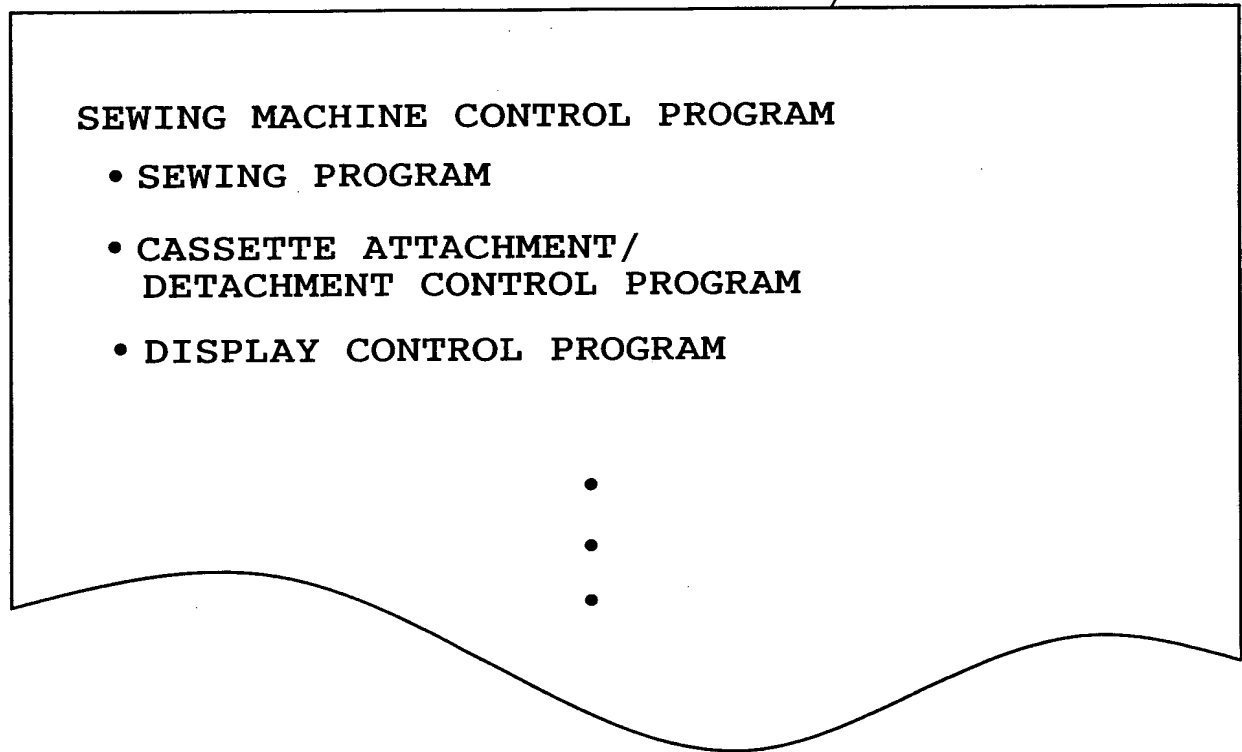 SEWING MACHINE CONTROL PROGRAM
• SEWING PROGRAM
• CASSETTE ATTACHMENT/
DETACHMENT CONTROL PROGRAM
• DISPLAY CONTROL PROGRAM